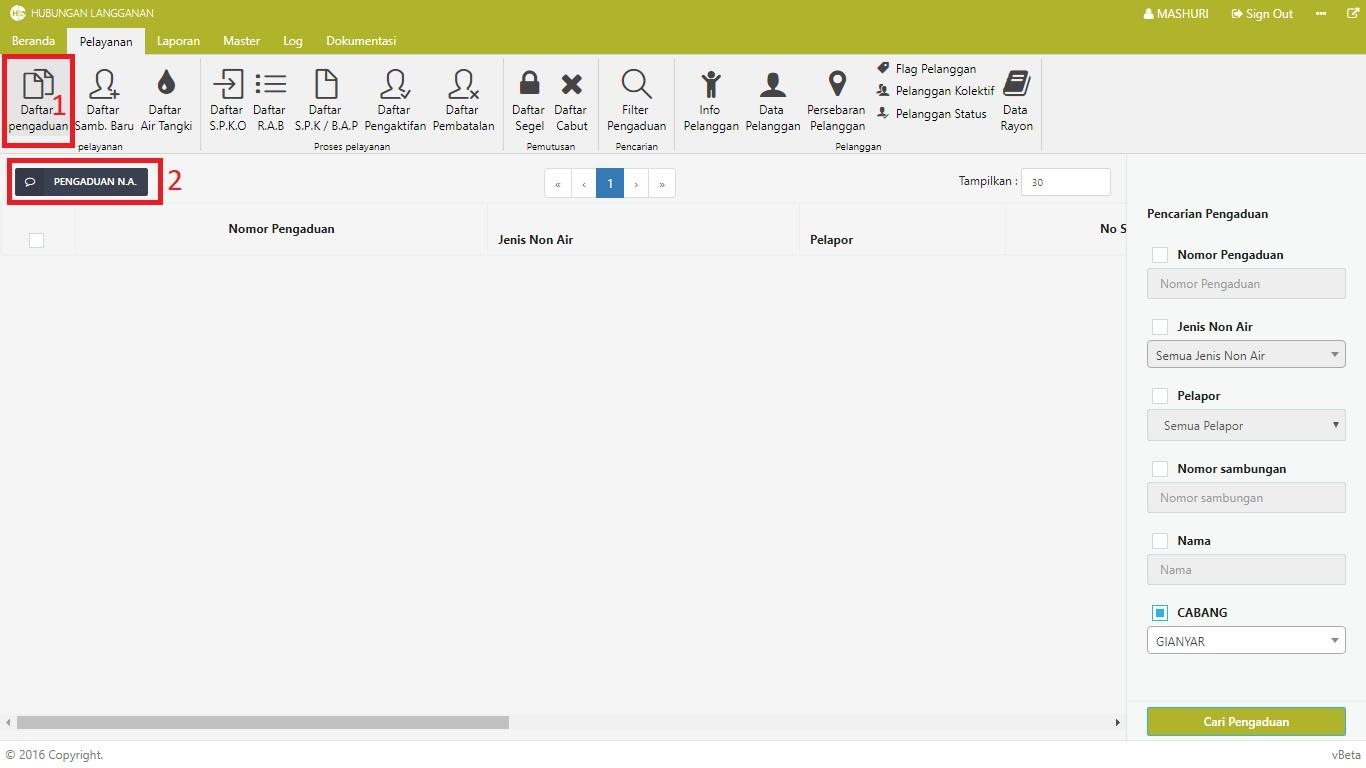 HS HUBUNGAN LANGGANAN
MASHURI
Sign Out
Beranda
Pelayanan
Laporan
Master
Log
Dokumentasi
Daftar
pengaduan
1
Daftar
Samb. Baru
Daftar
Air Tangki
pelayanan
Daftar
S.P.K.O
Daftar
R.A.B
Daftar
S.P.K / B.A.P
Daftar
Pengaktifan
Daftar
Pembatalan
Proses pelayanan
Daftar
Segel
Daftar
Cabut
Pemutusan
Filter
Pengaduan
Pencarian
Info
Pelanggan
Data
Pelanggan
Persebaran
Pelanggan
Flag Pelanggan
Pelanggan Kolektif
Pelanggan Status
Data
Rayon
Pelanggan
PENGADUAN N.A.
2
« ‹ 1 › »
Tampilkan : 30
Nomor Pengaduan
Jenis Non Air
Pelapor
No S
Pencarian Pengaduan
Nomor Pengaduan
Nomor Pengaduan
Jenis Non Air
Semua Jenis Non Air
Pelapor
Semua Pelapor
Nomor sambungan
Nomor sambungan
Nama
Nama
CABANG
GIANYAR
Cari Pengaduan
© 2016 Copyright.
vBeta